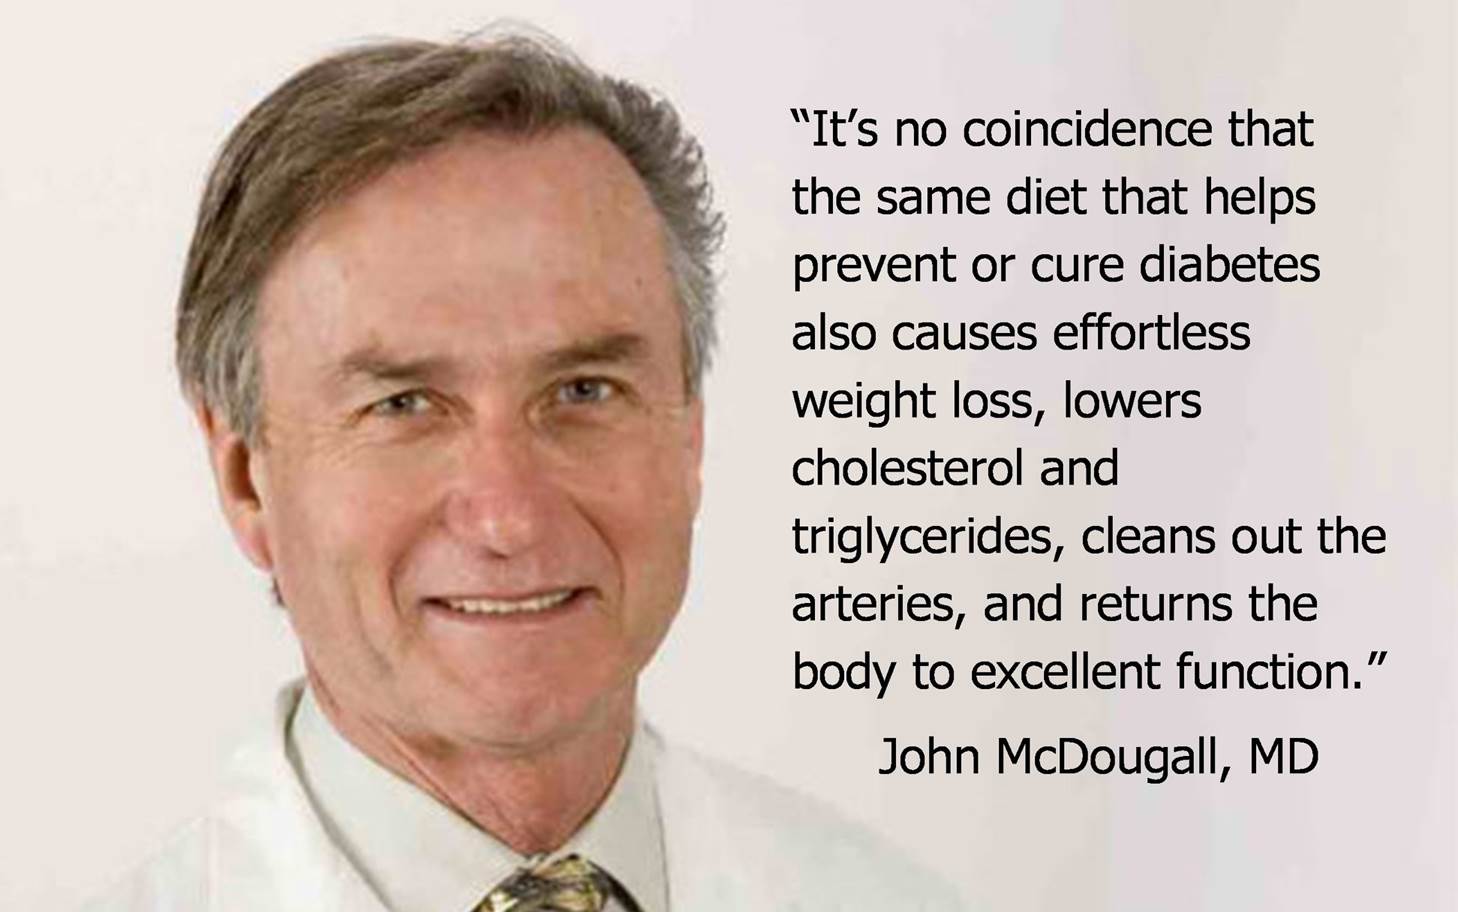 “It’s no coincidence that
the same diet that helps
prevent or cure diabetes
also causes effortless
weight loss, lowers
cholesterol and
triglycerides, cleans out the
arteries, and returns the
body to excellent function.”
John McDougall, MD